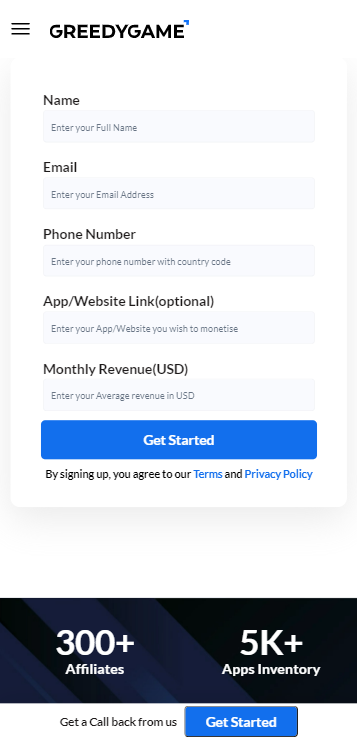 GREEDYGAME
Name
Enter your Full Name
Email
Enter your Email Address
Phone Number
Enter your phone number with country code
App/Website Link(optional)
Enter your App/Website you wish to monetise
Monthly Revenue(USD)
Enter your Average revenue in USD
Get Started
By signing up, you agree to our Terms and Privacy Policy
300+ 5K+
Affiliates Apps Inventory
Get a Call back from us Get Started